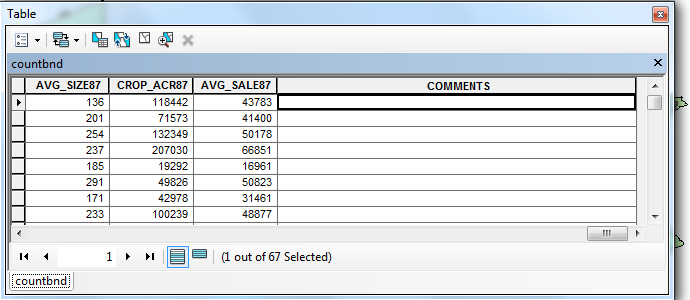 Table
countbnd
AVG_SIZE87 CROP_ACR87 AVG_SALE87 COMMENTS
136 118442 43783
201 71573 41400
254 132349 50178
237 207030 66851
185 19292 16961
291 49826 50823
171 42978 31461
233 100239 48877
1 (1 out of 67 Selected)
countbnd